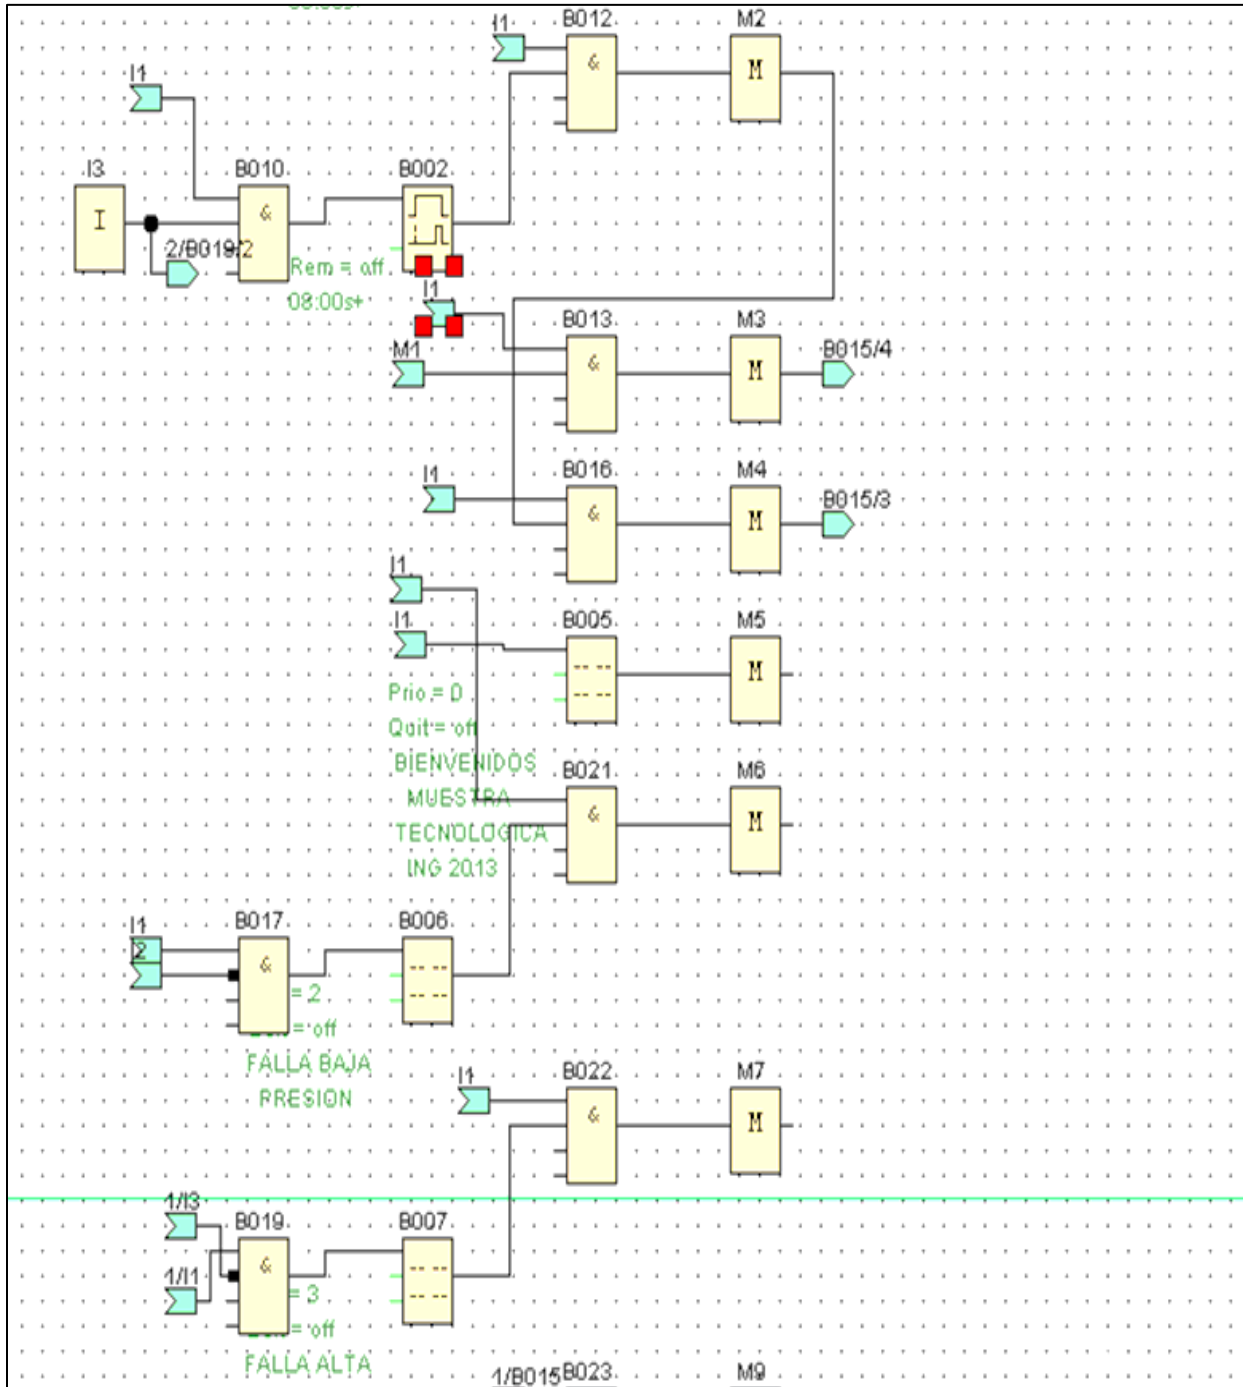 B012
M2
I1
&
M
I1
I3
B010
B002
I
&
2/B019/2
Rem = off
08:00s+
I1
B013
M3
M1
&
M
B015/4
B016
M4
I1
&
M
B015/3
I1
I1
B005
M5
M
Prio = 0
Quit = off
BIENVENIDOS
MUESTRA
TECNOLOGICA
ING 2013
B021
M6
&
M
I1
2
B017
B006
&
= 2
= off
FALLA BAJA
PRESION
I1
B022
M7
&
M
1/I3
B019
B007
&
1/I1
= 3
= off
FALLA ALTA
1/B015
B023
M9